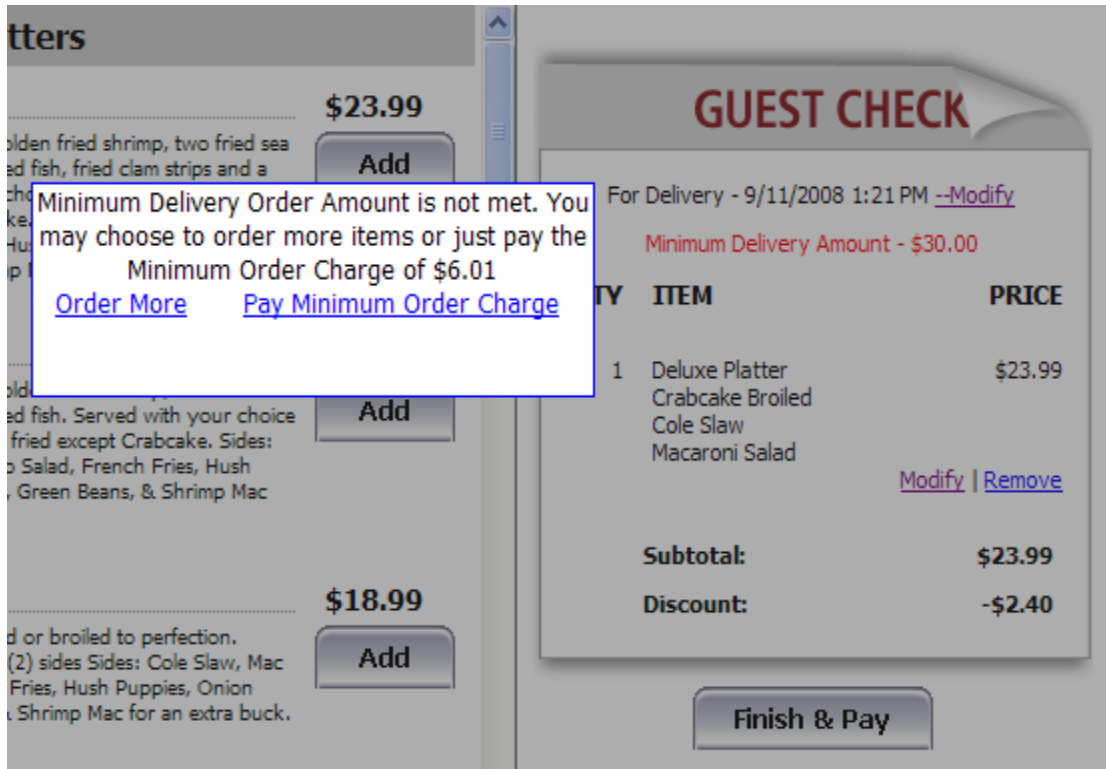 tters
$23.99
olden fried shrimp, two fried sea
ed fish, fried clam strips and a
Add
Minimum Delivery Order Amount is not met. You
may choose to order more items or just pay the
Minimum Order Charge of $6.01
Order More Pay Minimum Order Charge
ed fish. Served with your choice
fried except Crabcake. Sides:
Salad, French Fries, Hush
, Green Beans, & Shrimp Mac
Add
$18.99
d or broiled to perfection.
(2) sides Sides: Cole Slaw, Mac
Fries, Hush Puppies, Onion
Shrimp Mac for an extra buck.
Add
GUEST CHECK
For Delivery - 9/11/2008 1:21 PM --Modify
Minimum Delivery Amount - $30.00
TY ITEM PRICE
1 Deluxe Platter $23.99
Crabcake Broiled
Cole Slaw
Macaroni Salad
Modify | Remove
Subtotal: $23.99
Discount: -$2.40
Finish & Pay